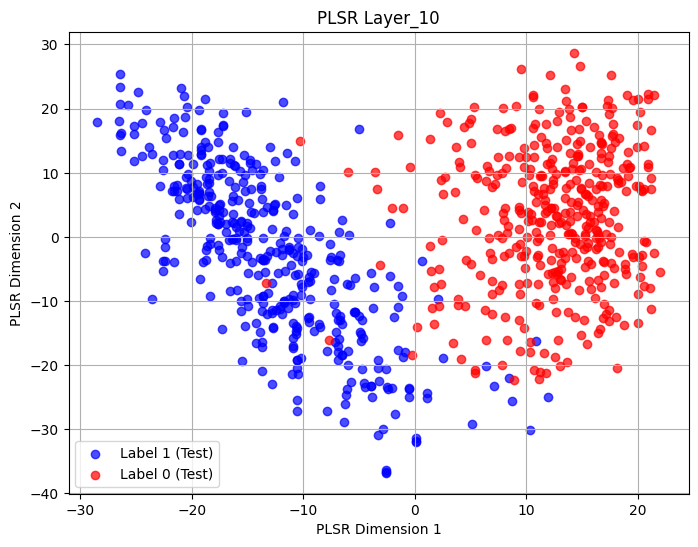 PLSR Layer_10
PLSR Dimension 2
30
20
10
0
−10
−20
−30
−40
Label 1 (Test)
Label 0 (Test)
−30 −20 −10 0 10 20
PLSR Dimension 1